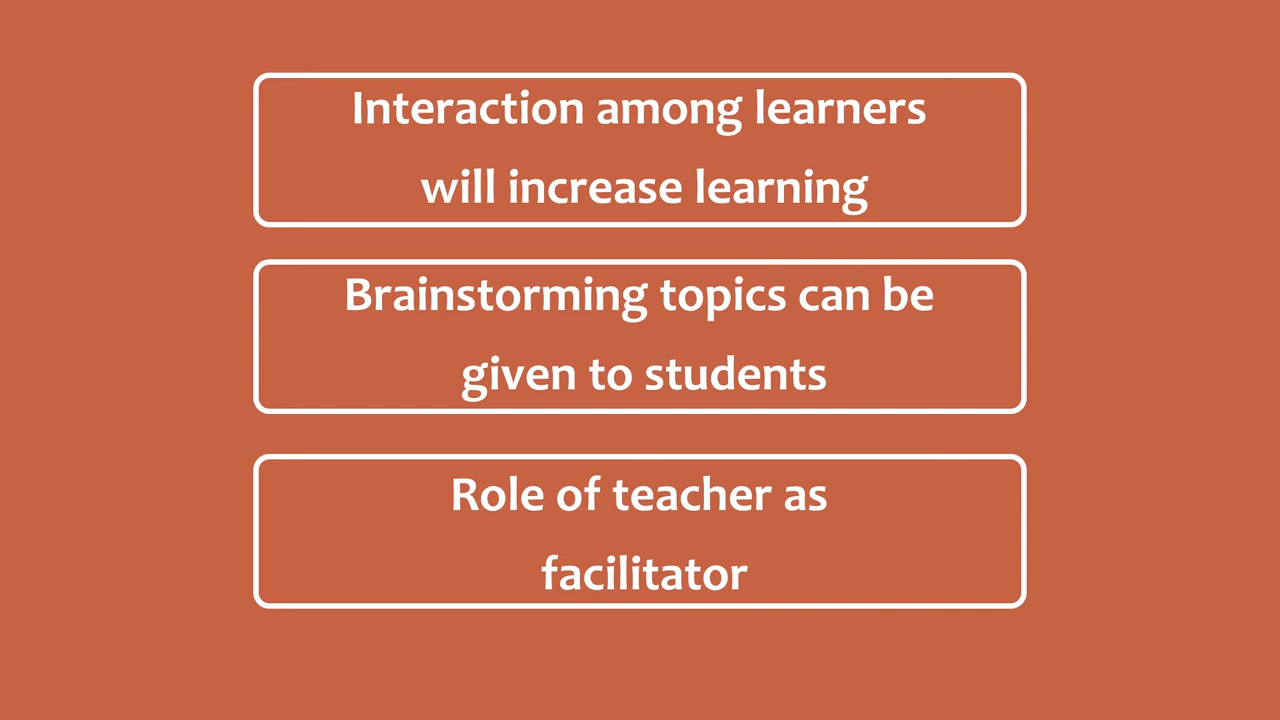 Interaction among learners
will increase learning
Brainstorming topics can be
given to students
Role of teacher as
facilitator